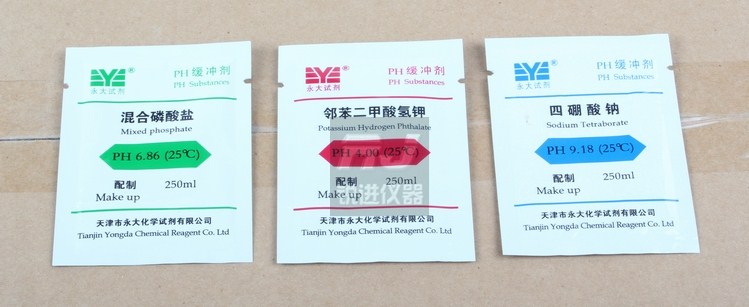 永大试剂
®
PH 缓冲剂
PH Substances
混合磷酸盐
Mixed phosphate
PH 6.86 (25℃)
配制 250ml
Make up
天津市永大化学试剂有限公司
Tianjin Yongda Chemical Reagent Co. Ltd
永大试剂
®
PH 缓冲剂
PH Substances
邻苯二甲酸氢钾
Potassium Hydrogen Phthalate
PH 4.00 (25℃)
配制 250ml
Make up
天津市永大化学试剂有限公司
Tianjin Yongda Chemical Reagent Co. Ltd
永大试剂
®
PH 缓冲剂
PH Substances
四硼酸钠
Sodium Tetraborate
PH 9.18 (25℃)
配制 250ml
Make up
天津市永大化学试剂有限公司
Tianjin Yongda Chemical Reagent Co. Ltd